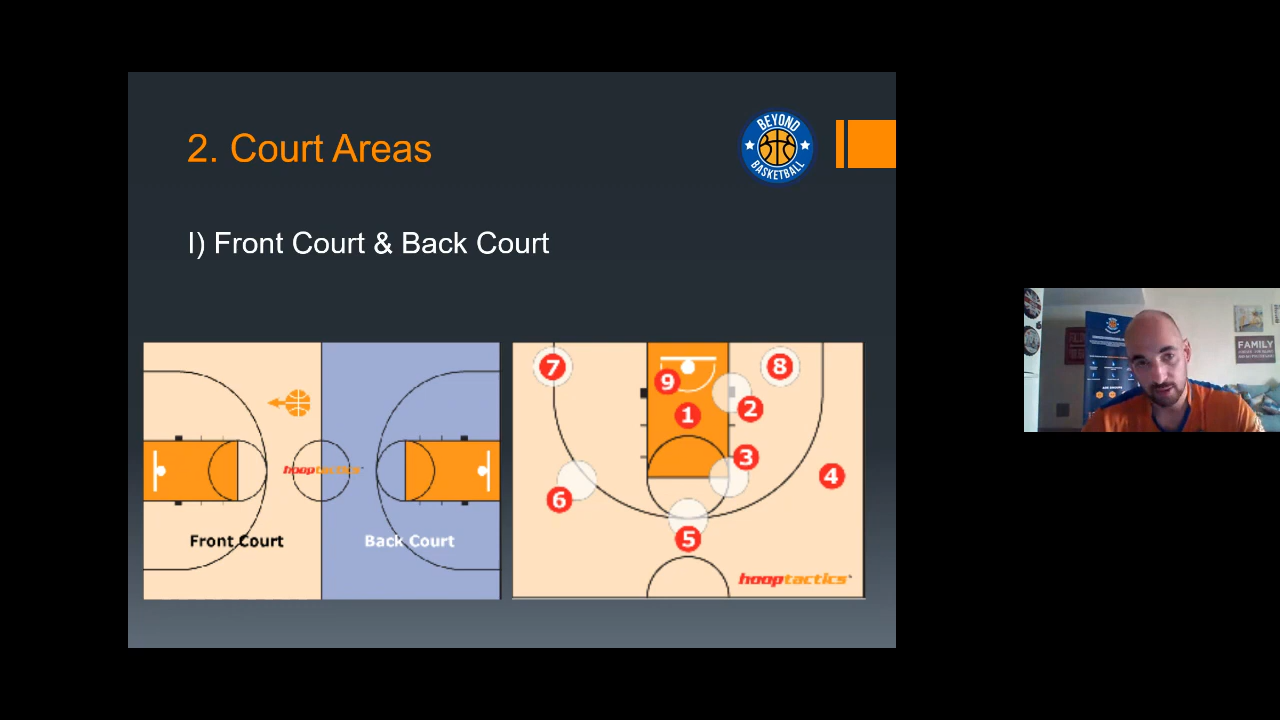 2. Court Areas
BEYOND
BASKETBALL
I) Front Court & Back Court
hooptactics
Front Court
Back Court
7
8
9
1
2
3
4
6
5
hooptactics
FAMILY